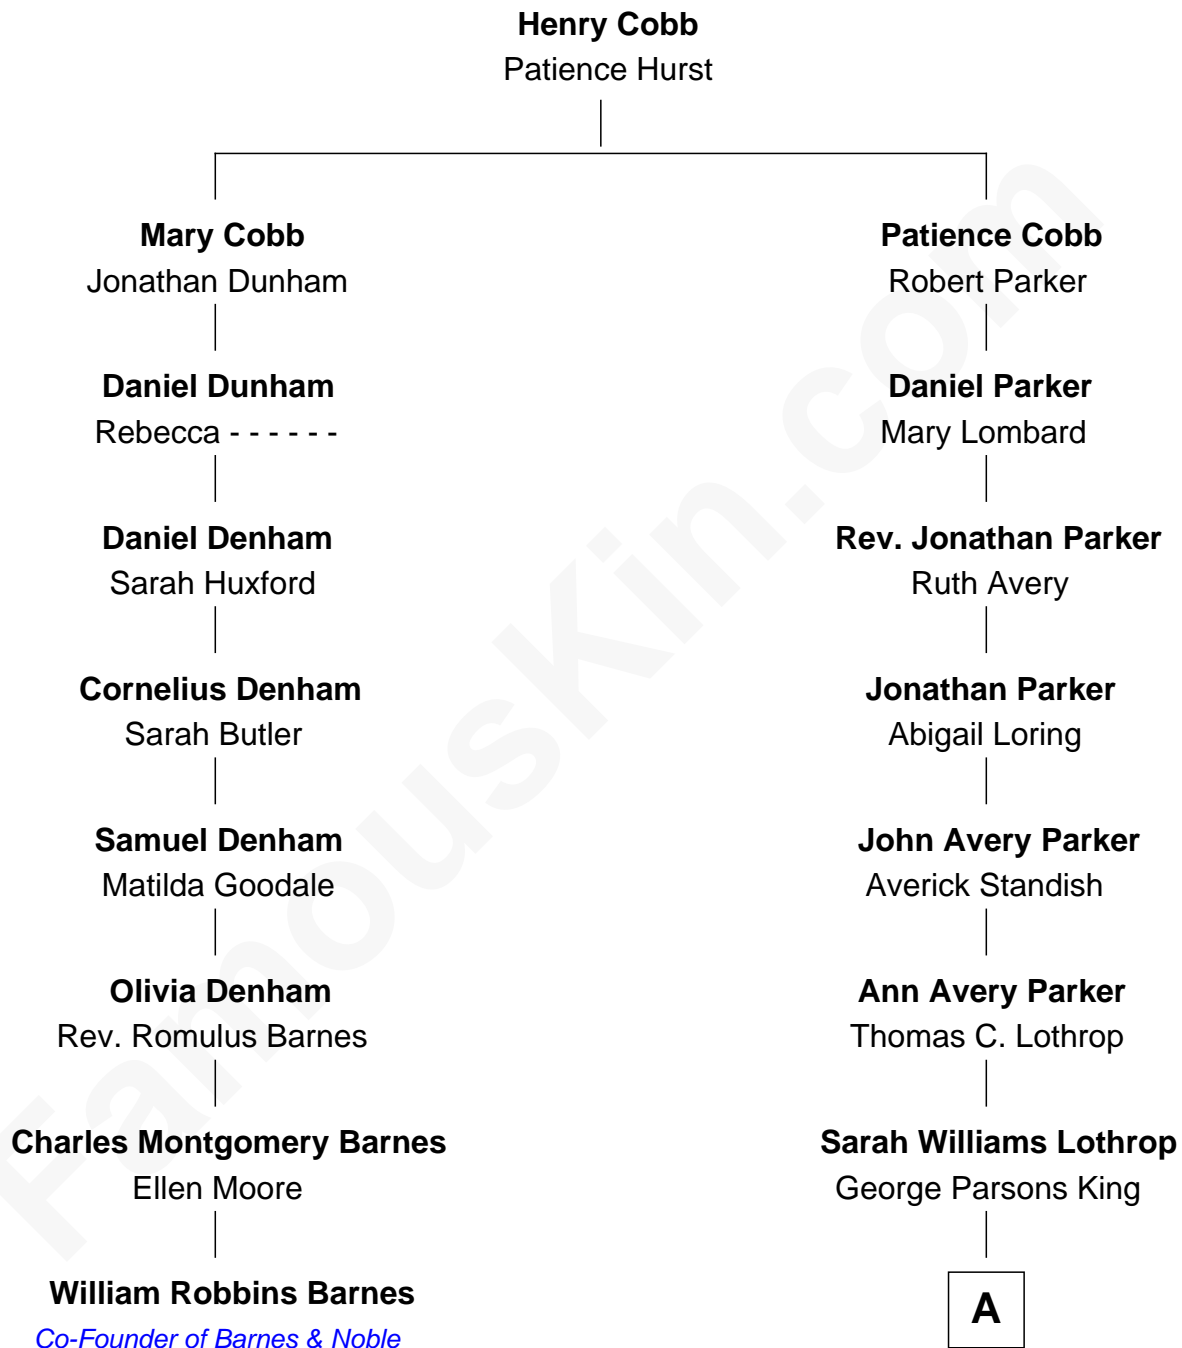 Henry Cobb
Patience Hurst
Mary Cobb
Jonathan Dunham
Patience Cobb
Robert Parker
Daniel Dunham
Rebecca - - - - - -
Daniel Parker
Mary Lombard
Daniel Denham
Sarah Huxford
Rev. Jonathan Parker
Ruth Avery
Cornelius Denham
Sarah Butler
Jonathan Parker
Abigail Loring
Samuel Denham
Matilda Goodale
John Avery Parker
Averick Standish
Olivia Denham
Rev. Romulus Barnes
Ann Avery Parker
Thomas C. Lothrop
Charles Montgomery Barnes
Ellen Moore
Sarah Williams Lothrop
George Parsons King
William Robbins Barnes
Co-Founder of Barnes & Noble
A
FamousKin.com